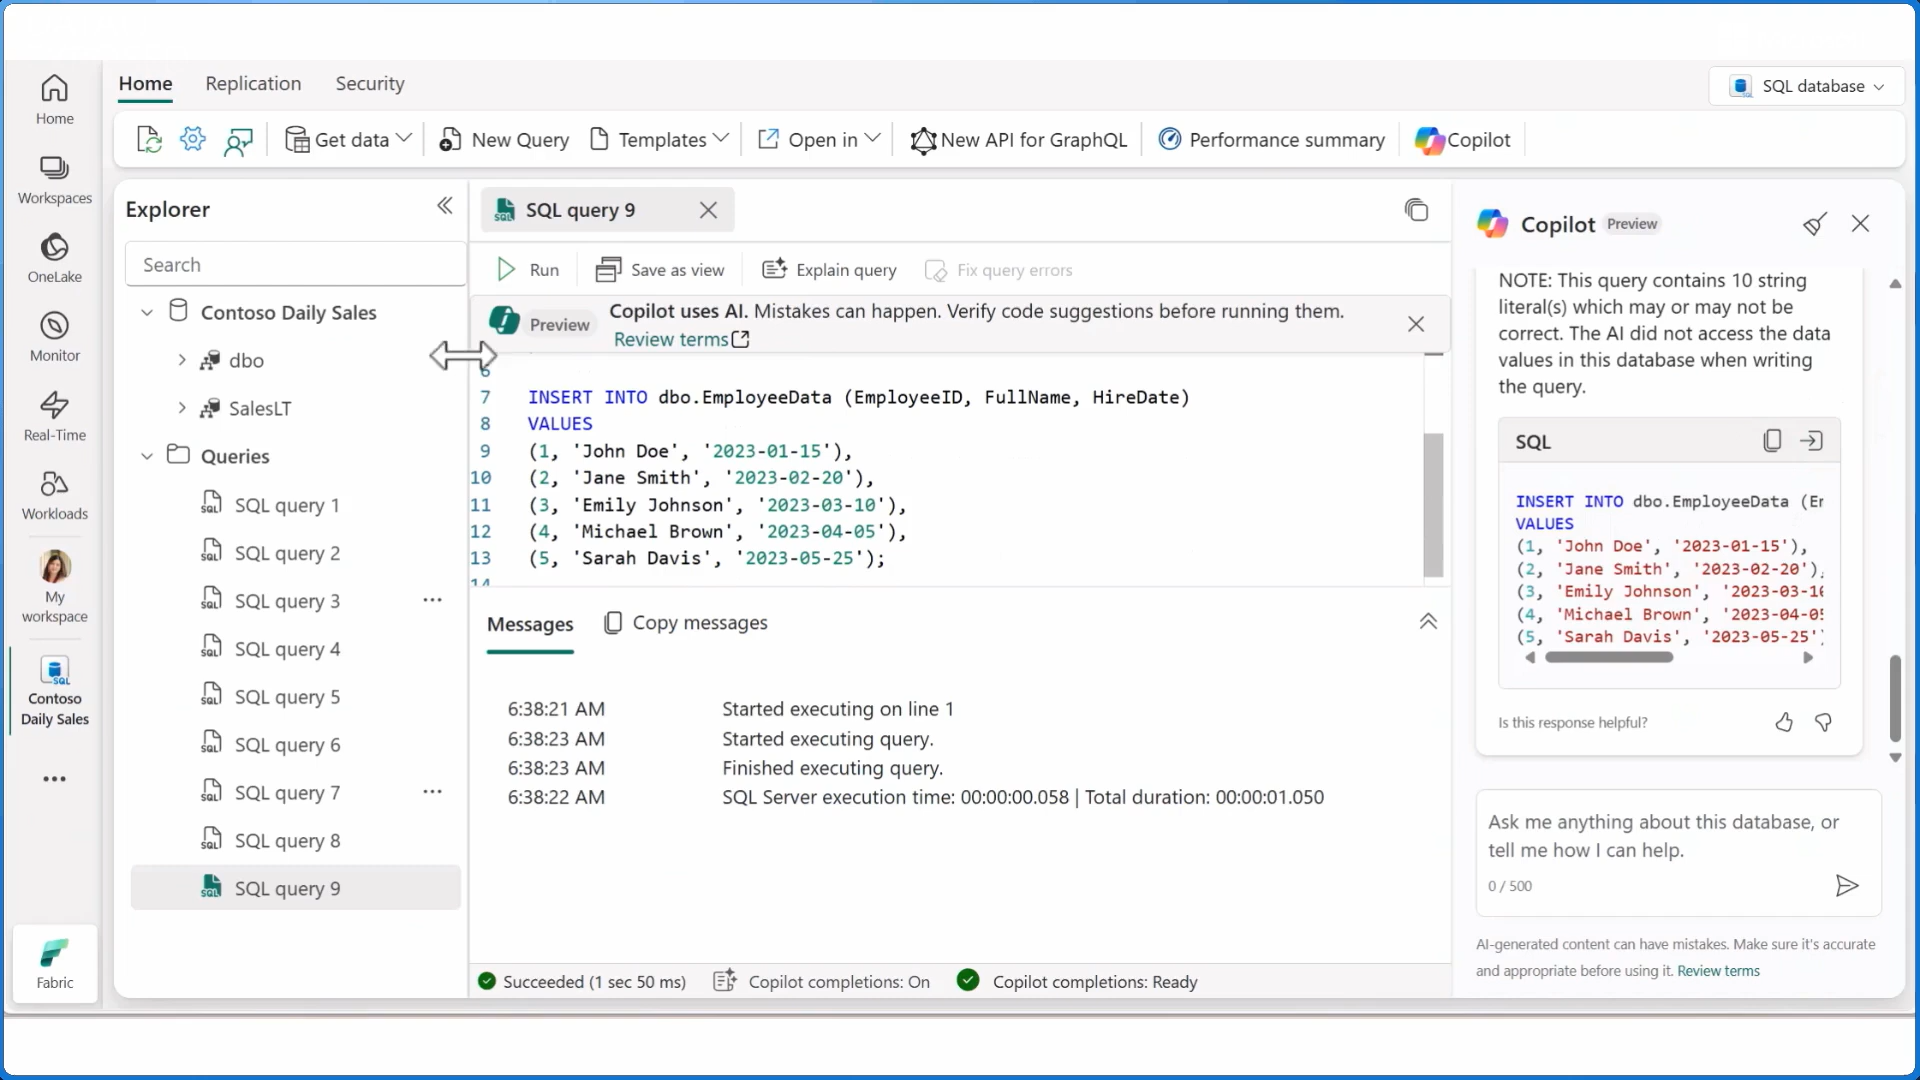 Home
Replication
Security
SQL database
Get data
New Query
Templates
Open in
New API for GraphQL
Performance summary
Copilot
Home
Workspaces
OneLake
Monitor
Real-Time
Workloads
My
workspace
Contoso
Daily Sales
Fabric
Explorer
Search
Contoso Daily Sales
dbo
SalesLT
Queries
SQL query 1
SQL query 2
SQL query 3
SQL query 4
SQL query 5
SQL query 6
SQL query 7
SQL query 8
SQL query 9
SQL query 9
Run
Save as view
Explain query
Fix query errors
Preview
Copilot uses AI. Mistakes can happen. Verify code suggestions before running them.
Review terms
6
7 INSERT INTO dbo.EmployeeData (EmployeeID, FullName, HireDate)
8 VALUES
9 (1, 'John Doe', '2023-01-15'),
10 (2, 'Jane Smith', '2023-02-20'),
11 (3, 'Emily Johnson', '2023-03-10'),
12 (4, 'Michael Brown', '2023-04-05'),
13 (5, 'Sarah Davis', '2023-05-25');
14
Messages
Copy messages
6:38:21 AM Started executing on line 1
6:38:23 AM Started executing query.
6:38:23 AM Finished executing query.
6:38:22 AM SQL Server execution time: 00:00:00.058 | Total duration: 00:00:01.050
Succeeded (1 sec 50 ms)
Copilot completions: On
Copilot completions: Ready
Copilot
Preview
NOTE: This query contains 10 string
literal(s) which may or may not be
correct. The AI did not access the data
values in this database when writing
the query.
SQL
INSERT INTO dbo.EmployeeData (Em
VALUES
(1, 'John Doe', '2023-01-15'),
(2, 'Jane Smith', '2023-02-20'),
(3, 'Emily Johnson', '2023-03-10
(4, 'Michael Brown', '2023-04-05
(5, 'Sarah Davis', '2023-05-25')
Is this response helpful?
Ask me anything about this database, or
tell me how I can help.
0 / 500
AI-generated content can have mistakes. Make sure it's accurate
and appropriate before using it. Review terms